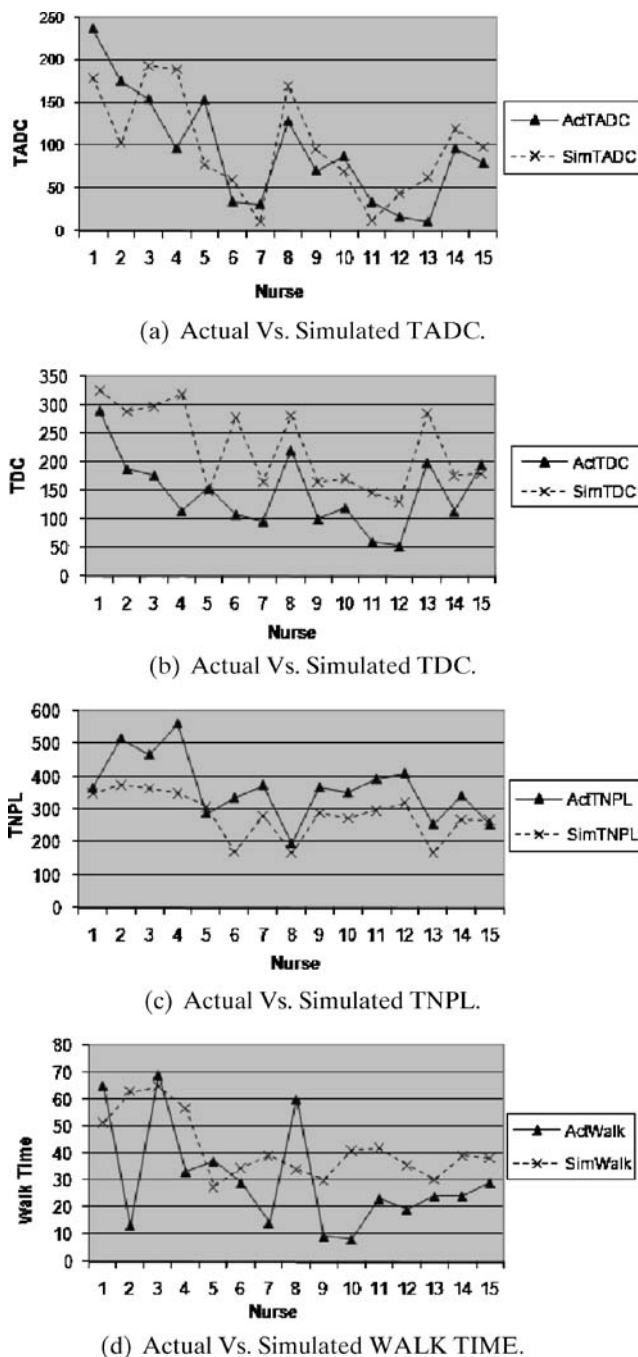 250
200
150
100
50
0
TADC
1 2 3 4 5 6 7 8 9 10 11 12 13 14 15
Nurse
ActTADC
SimTADC
(a) Actual Vs. Simulated TADC.
350
300
250
200
150
100
50
0
TDC
1 2 3 4 5 6 7 8 9 10 11 12 13 14 15
Nurse
ActTDC
SimTDC
(b) Actual Vs. Simulated TDC.
600
500
400
300
200
100
0
TNPL
1 2 3 4 5 6 7 8 9 10 11 12 13 14 15
Nurse
ActTNPL
SimTNPL
(c) Actual Vs. Simulated TNPL.
80
70
60
50
40
30
20
10
0
Walk Time
1 2 3 4 5 6 7 8 9 10 11 12 13 14 15
Nurse
ActWalk
SimWalk
(d) Actual Vs. Simulated WALK TIME.